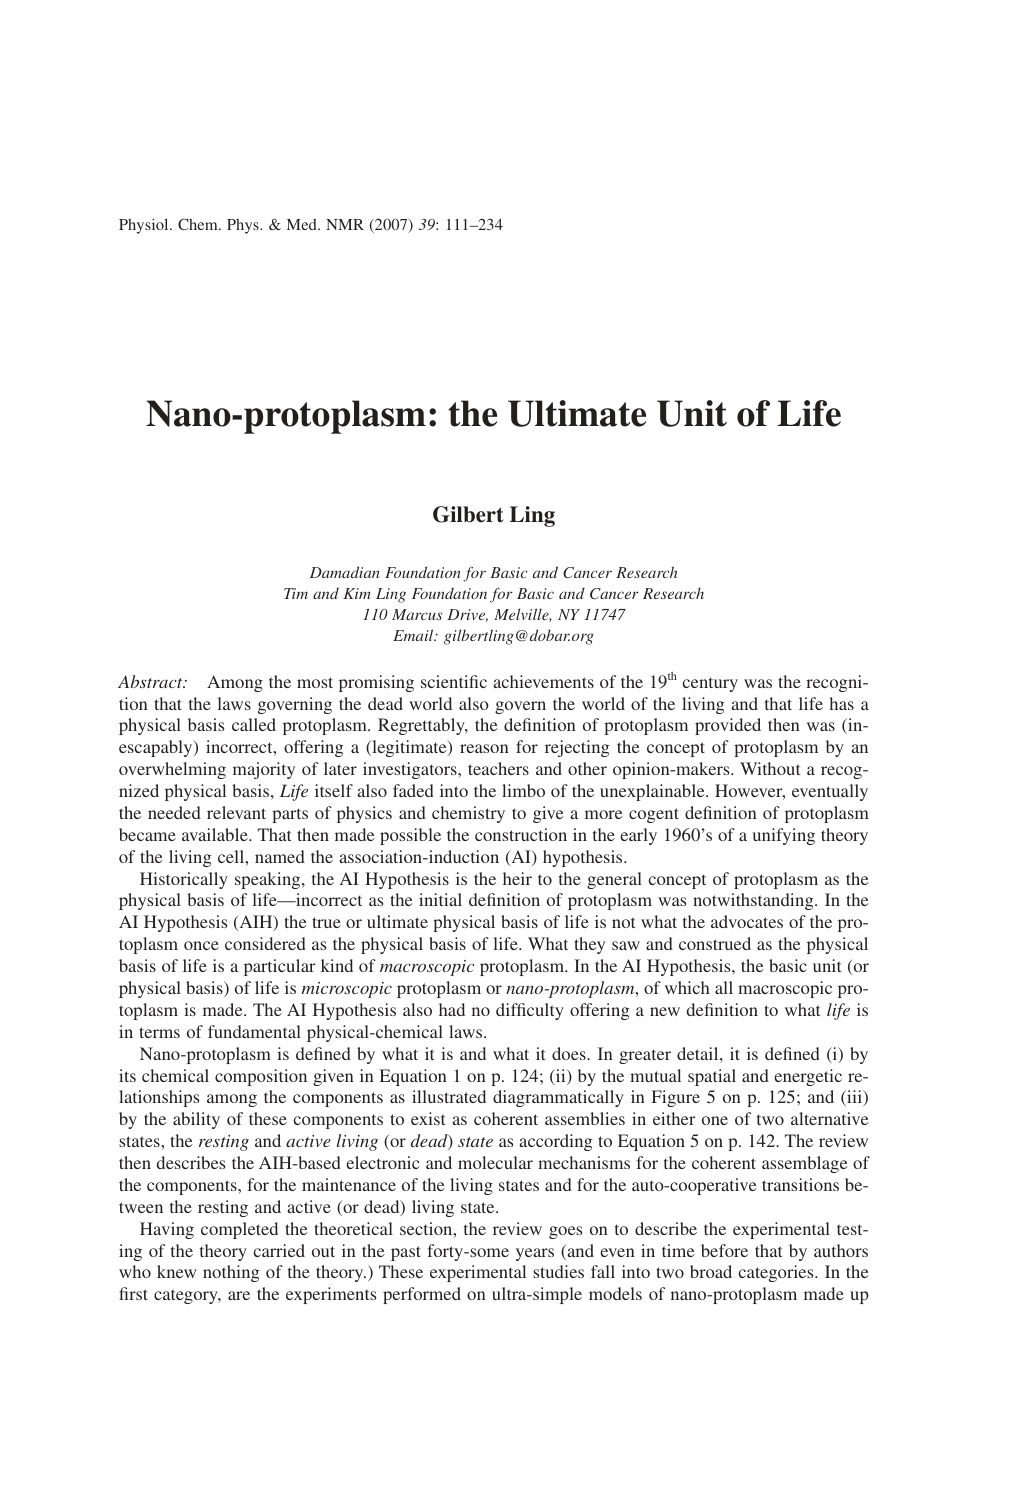 Physiol. Chem. Phys. & Med. NMR (2007) 39: 111–234
Nano-protoplasm: the Ultimate Unit of Life
Gilbert Ling
Damadian Foundation for Basic and Cancer Research
Tim and Kim Ling Foundation for Basic and Cancer Research
110 Marcus Drive, Melville, NY 11747
Email: gilbertling@dobar.org
Abstract: Among the most promising scientific achievements of the 19th century was the recogni-
tion that the laws governing the dead world also govern the world of the living and that life has a
physical basis called protoplasm. Regrettably, the definition of protoplasm provided then was (in-
escapably) incorrect, offering a (legitimate) reason for rejecting the concept of protoplasm by an
overwhelming majority of later investigators, teachers and other opinion-makers. Without a recog-
nized physical basis, Life itself also faded into the limbo of the unexplainable. However, eventually
the needed relevant parts of physics and chemistry to give a more cogent definition of protoplasm
became available. That then made possible the construction in the early 1960's of a unifying theory
of the living cell, named the association-induction (AI) hypothesis.
Historically speaking, the AI Hypothesis is the heir to the general concept of protoplasm as the
physical basis of life—incorrect as the initial definition of protoplasm was notwithstanding. In the
AI Hypothesis (AIH) the true or ultimate physical basis of life is not what the advocates of the pro-
toplasm once considered as the physical basis of life. What they saw and construed as the physical
basis of life is a particular kind of macroscopic protoplasm. In the AI Hypothesis, the basic unit (or
physical basis) of life is microscopic protoplasm or nano-protoplasm, of which all macroscopic pro-
toplasm is made. The AI Hypothesis also had no difficulty offering a new definition to what life is
in terms of fundamental physical-chemical laws.
Nano-protoplasm is defined by what it is and what it does. In greater detail, it is defined (i) by
its chemical composition given in Equation 1 on p. 124; (ii) by the mutual spatial and energetic re-
lationships among the components as illustrated diagrammatically in Figure 5 on p. 125; and (iii)
by the ability of these components to exist as coherent assemblies in either one of two alternative
states, the resting and active living (or dead) state as according to Equation 5 on p. 142. The review
then describes the AIH-based electronic and molecular mechanisms for the coherent assemblage of
the components, for the maintenance of the living states and for the auto-cooperative transitions be-
tween the resting and active (or dead) living state.
Having completed the theoretical section, the review goes on to describe the experimental test-
ing of the theory carried out in the past forty-some years (and even in time before that by authors
who knew nothing of the theory.) These experimental studies fall into two broad categories. In the
first category, are the experiments performed on ultra-simple models of nano-protoplasm made up